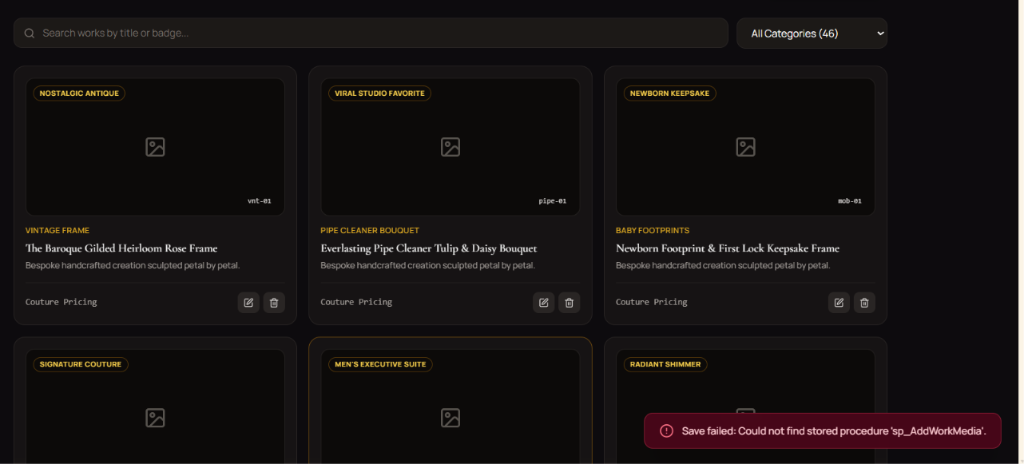 Search works by title or badge...
All Categories (46)
NOSTALGIC ANTIQUE
VIRAL STUDIO FAVORITE
NEWBORN KEEPSAKE
vnt-01
pipe-01
mob-01
VINTAGE FRAME
PIPE CLEANER BOUQUET
BABY FOOTPRINTS
The Baroque Gilded Heirloom Rose Frame
Everlasting Pipe Cleaner Tulip & Daisy Bouquet
Newborn Footprint & First Lock Keepsake Frame
Bespoke handcrafted creation sculpted petal by petal.
Bespoke handcrafted creation sculpted petal by petal.
Bespoke handcrafted creation sculpted petal by petal.
Couture Pricing
Couture Pricing
Couture Pricing
SIGNATURE COUTURE
MEN'S EXECUTIVE SUITE
RADIANT SHIMMER
Save failed: Could not find stored procedure 'sp_AddWorkMedia'.